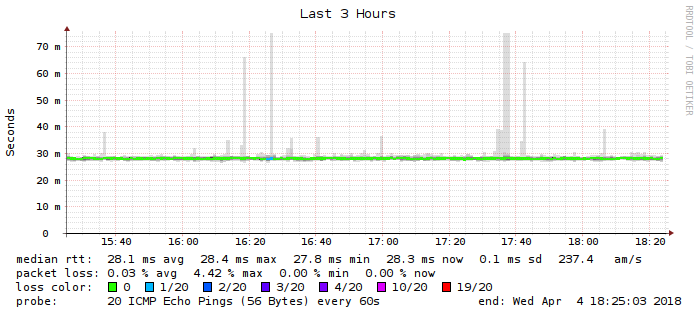 Last 3 Hours
RRDTOOL / TOBI OETIKER
Seconds
70 m
60 m
50 m
40 m
30 m
20 m
10 m
0
15:40 16:00 16:20 16:40 17:00 17:20 17:40 18:00 18:20
median rtt: 28.1 ms avg 28.4 ms max 27.8 ms min 28.3 ms now 0.1 ms sd 237.4 am/s
packet loss: 0.03 % avg 4.42 % max 0.00 % min 0.00 % now
loss color: 0 1/20 2/20 3/20 4/20 10/20 19/20
probe: 20 ICMP Echo Pings (56 Bytes) every 60s end: Wed Apr 4 18:25:03 2018